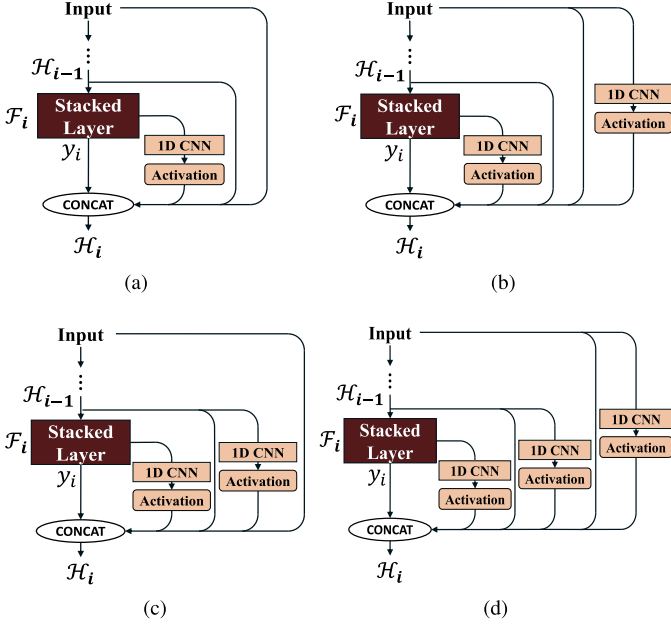 Input
⋮
ℋᵢ₋₁
ℱᵢ
Stacked
Layer
yᵢ
1D CNN
Activation
CONCAT
ℋᵢ
(a)
Input
⋮
ℋᵢ₋₁
ℱᵢ
Stacked
Layer
yᵢ
1D CNN
Activation
1D CNN
Activation
CONCAT
ℋᵢ
(b)
Input
⋮
ℋᵢ₋₁
ℱᵢ
Stacked
Layer
yᵢ
1D CNN
Activation
1D CNN
Activation
CONCAT
ℋᵢ
(c)
Input
⋮
ℋᵢ₋₁
ℱᵢ
Stacked
Layer
yᵢ
1D CNN
Activation
1D CNN
Activation
1D CNN
Activation
CONCAT
ℋᵢ
(d)